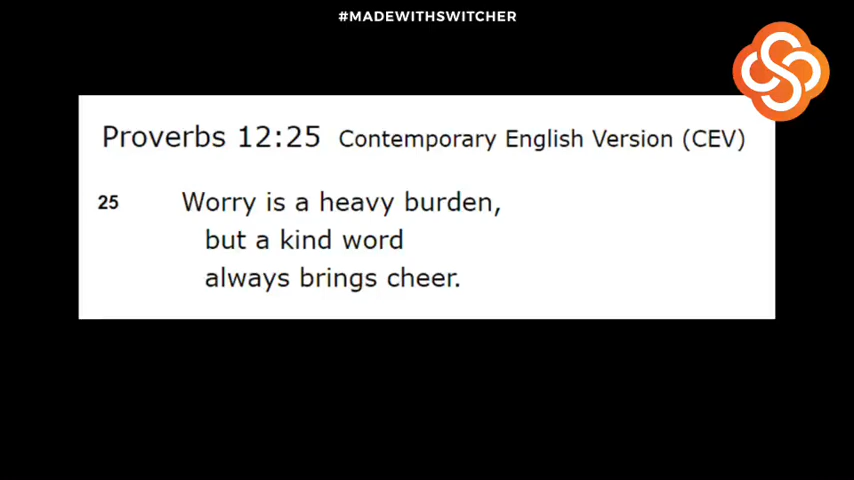 #MADEWITHSWITCHER
Proverbs 12:25 Contemporary English Version (CEV)
25 Worry is a heavy burden,
but a kind word
always brings cheer.